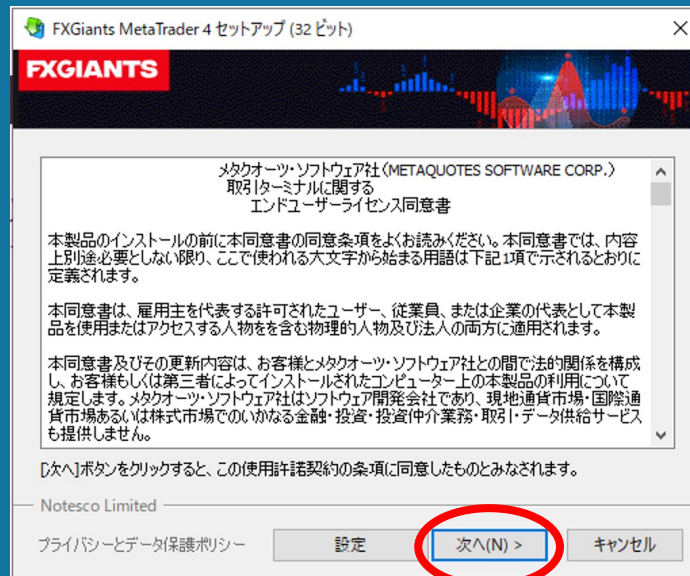 FXGiants MetaTrader 4 セットアップ (32 ビット)
FXGIANTS
メタクオーツ・ソフトウェア社(METAQUOTES SOFTWARE CORP.)
取引ターミナルに関する
エンドユーザーライセンス同意書
本製品のインストールの前に本同意書の同意条項をよくお読みください。本同意書では、内容
上別途必要としない限り、ここで使われる大文字から始まる用語は下記1項で示されるとおりに
定義されます。
本同意書は、雇用主を代表する許可されたユーザー、従業員、または企業の代表として本製
品を使用またはアクセスする人物をを含む物理的人物及び法人の両方に適用されます。
本同意書及びその更新内容は、お客様とメタクオーツ・ソフトウェア社との間で法的関係を構成
し、お客様もしくは第三者によってインストールされたコンピューター上の本製品の利用について
規定します。メタクオーツ・ソフトウェア社はソフトウェア開発会社であり、現地通貨市場・国際通
貨市場あるいは株式市場でのいかなる金融・投資・投資仲介業務・取引・データ供給サービス
も提供しません。
[次へ]ボタンをクリックすると、この使用許諾契約の条項に同意したものとみなされます。
Notesco Limited
プライバシーとデータ保護ポリシー
設定
次へ(N) >
キャンセル